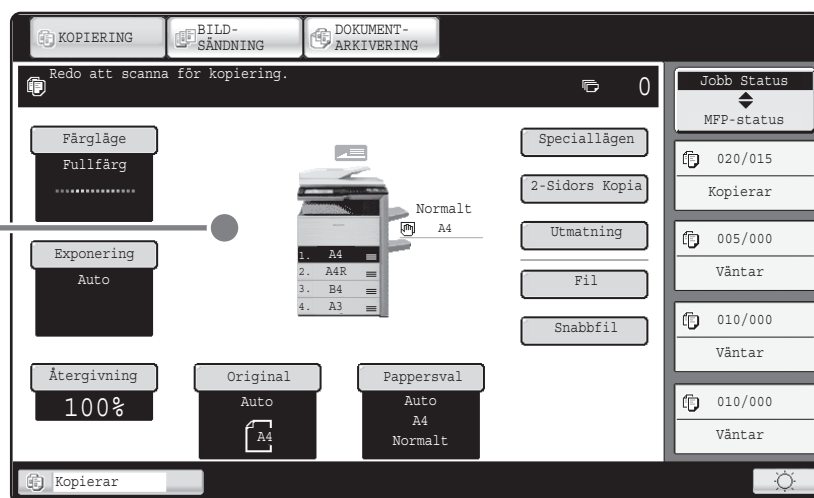 KOPIERING
BILD-
SÄNDNING
DOKUMENT-
ARKIVERING
Redo att scanna för kopiering.
0
Jobb Status
MFP-status
Färgläge
Fullfärg
Exponering
Auto
Återgivning
100%
Original
Auto
A4
Pappersval
Auto
A4
Normalt
Normalt
A4
1. A4
2. A4R
3. B4
4. A3
Speciallägen
2-Sidors Kopia
Utmatning
Fil
Snabbfil
020/015
Kopierar
005/000
Väntar
010/000
Väntar
010/000
Väntar
Kopierar